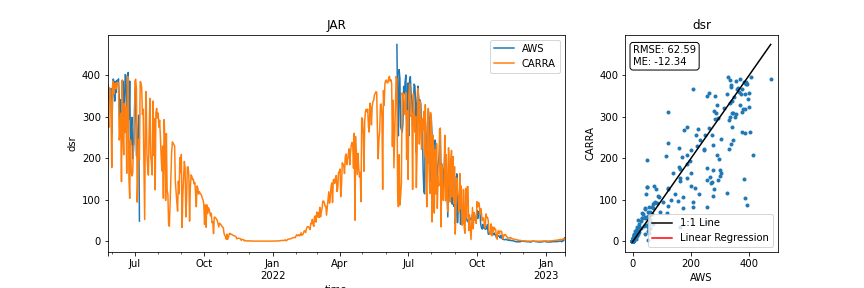 JAR
dsr
400
300
200
100
0
Jul
Oct
Jan
2022
Apr
Jul
Oct
Jan
2023
AWS
CARRA
dsr
CARRA
400
300
200
100
0
0
200
400
AWS
RMSE: 62.59
ME: -12.34
1:1 Line
Linear Regression